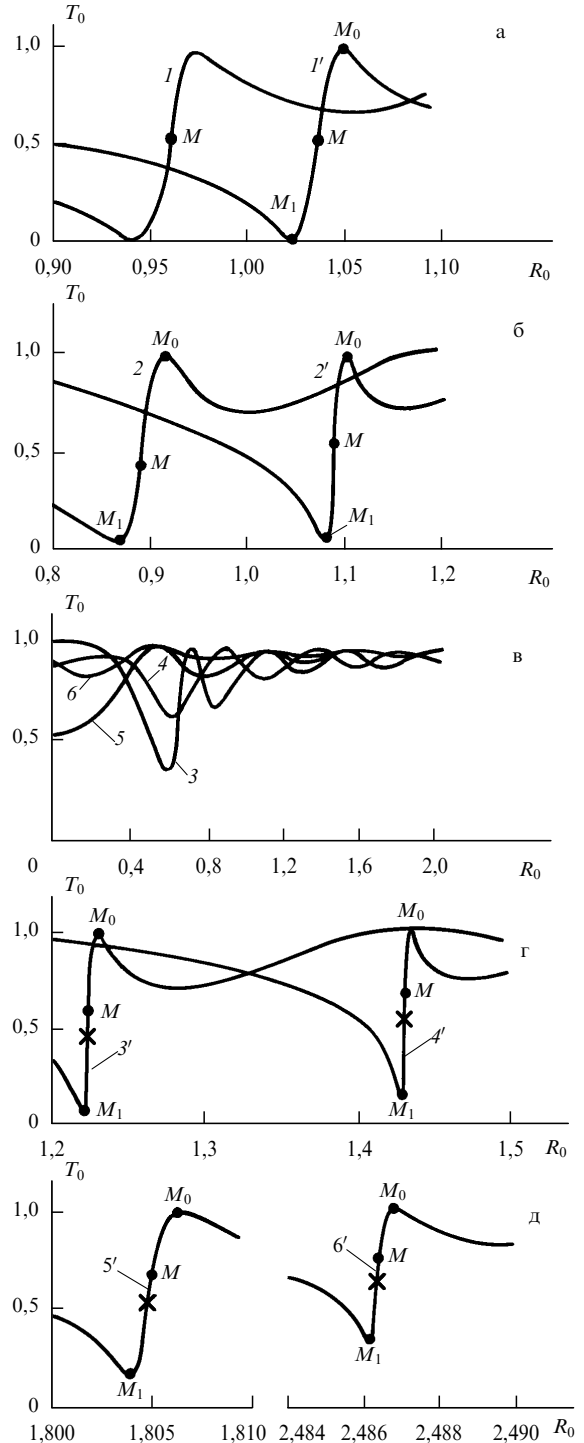 T0
M0
а
1,0
1
1′
0,5
M
M
M1
0
0,90
0,95
1,00
1,05
1,10
R0
T0
M0
M0
б
1,0
2
2′
0,5
M
M
M1
M1
0
0,8
0,9
1,0
1,1
1,2
R0
T0
в
1,0
4
6
0,5
5
3
0
0,4
0,8
1,2
1,6
2,0
R0
T0
M0
M0
1,0
г
M
M
0,5
3′
4′
M1
M1
0
1,2
1,3
1,4
1,5
R0
T0
M0
M0
д
1,0
5′
M
6′
M
0,5
M1
M1
0
1,800
1,805
1,810
2,484
2,486
2,488
2,490
R0